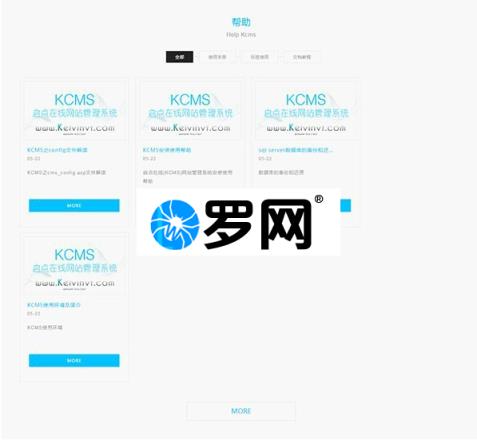 帮助
Help Kcms
全部
使用手册
标签使用
文档教程
KCMS
启点在线网站管理系统
www.Keivinvi.com
KCMS
启点在线网站管理系统
www.Keivinvi.com
KCMS
启点在线网站管理系统
www.Keivinvi.com
KCMS之config文件解读
05-22
KCMS之cms_config.asp文件解读
MORE
KCMS安装使用帮助
05-22
启点在线(KCMS)网站管理系统安装使用
帮助
sql server数据库的备份和还...
05-22
数据库的备份和还原
罗网®
KCMS
启点在线网站管理系统
www.Keivinvi.com
KCMS使用环境及简介
05-22
KCMS使用环境
MORE
MORE